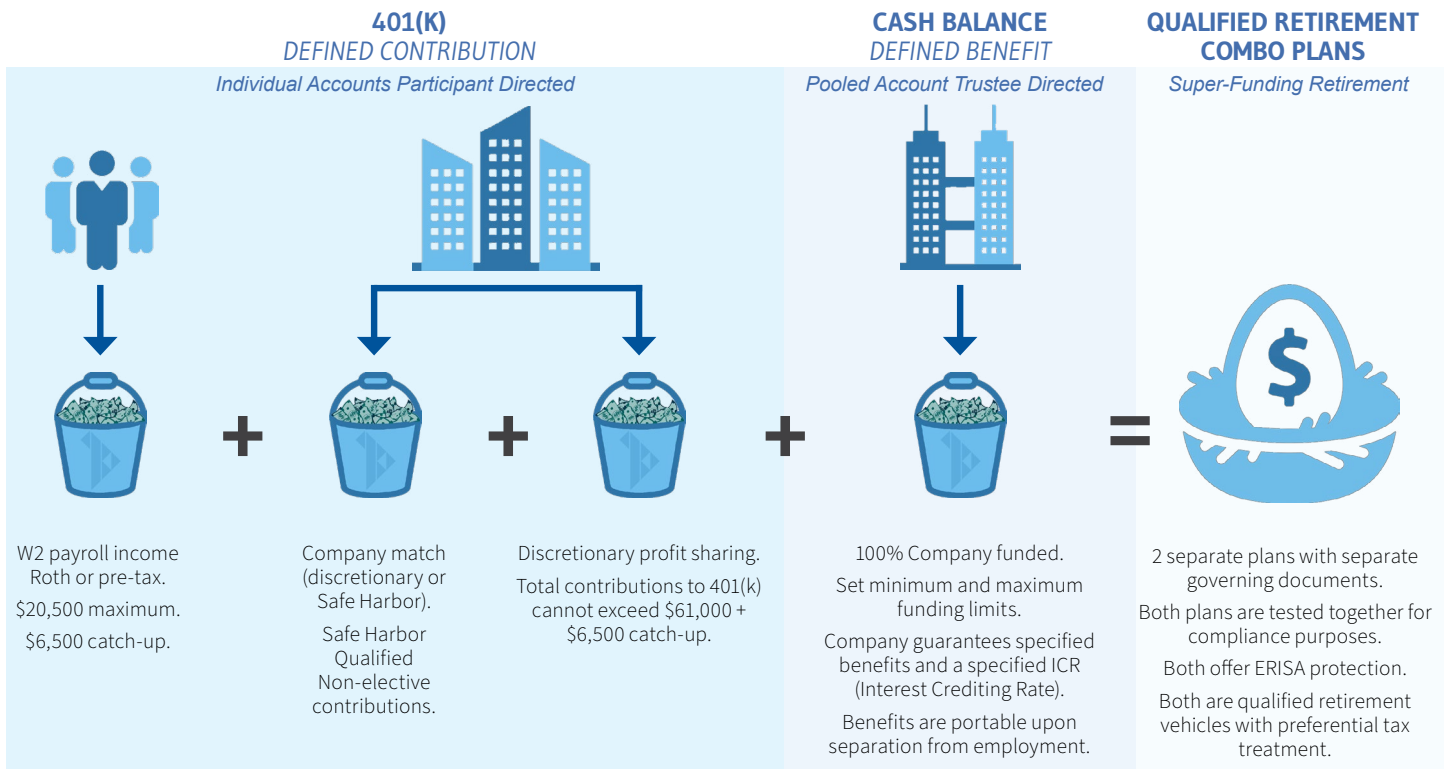 401(K)
DEFINED CONTRIBUTION
Individual Accounts Participant Directed
CASH BALANCE
DEFINED BENEFIT
Pooled Account Trustee Directed
QUALIFIED RETIREMENT
COMBO PLANS
Super-Funding Retirement
$
+
+
+
=
W2 payroll income
Roth or pre-tax.
$20,500 maximum.
$6,500 catch-up.
Company match
(discretionary or
Safe Harbor).
Safe Harbor
Qualified
Non-elective
contributions.
Discretionary profit sharing.
Total contributions to 401(k)
cannot exceed $61,000 +
$6,500 catch-up.
100% Company funded.
Set minimum and maximum
funding limits.
Company guarantees specified
benefits and a specified ICR
(Interest Crediting Rate).
Benefits are portable upon
separation from employment.
2 separate plans with separate
governing documents.
Both plans are tested together for
compliance purposes.
Both offer ERISA protection.
Both are qualified retirement
vehicles with preferential tax
treatment.